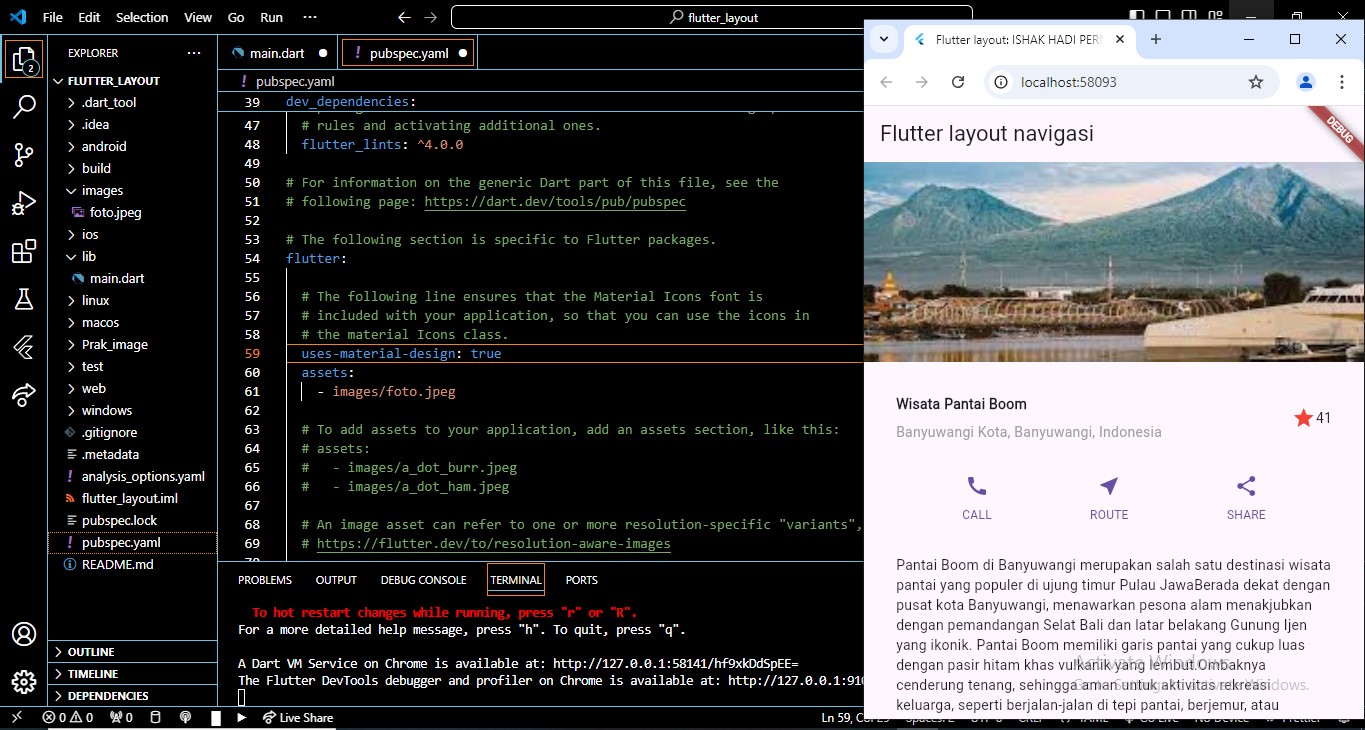 File Edit Selection View Go Run ···
flutter_layout
EXPLORER ···
FLUTTER_LAYOUT
.dart_tool
.idea
android
build
images
foto.jpeg
ios
lib
main.dart
linux
macos
Prak_image
test
web
windows
.gitignore
.metadata
analysis_options.yaml
flutter_layout.iml
pubspec.lock
pubspec.yaml
README.md
OUTLINE
TIMELINE
DEPENDENCIES
2
main.dart
! pubspec.yaml
! pubspec.yaml
39 dev_dependencies:
47 # rules and activating additional ones.
48 flutter_lints: ^4.0.0
49
50 # For information on the generic Dart part of this file, see the
51 # following page: https://dart.dev/tools/pub/pubspec
52
53 # The following section is specific to Flutter packages.
54 flutter:
55
56 # The following line ensures that the Material Icons font is
57 # included with your application, so that you can use the icons in
58 # the material Icons class.
59 uses-material-design: true
60 assets:
61 - images/foto.jpeg
62
63 # To add assets to your application, add an assets section, like this:
64 # assets:
65 #   - images/a_dot_burr.jpeg
66 #   - images/a_dot_ham.jpeg
67
68 # An image asset can refer to one or more resolution-specific "variants",
69 # https://flutter.dev/to/resolution-aware-images
PROBLEMS OUTPUT DEBUG CONSOLE TERMINAL PORTS
To hot restart changes while running, press "r" or "R".
For a more detailed help message, press "h". To quit, press "q".
A Dart VM Service on Chrome is available at: http://127.0.0.1:58141/hf9xkDdSpEE=
The Flutter DevTools debugger and profiler on Chrome is available at: http://127.0.0.1:910
0 0 0 Live Share
Ln 59, Col 29
Flutter layout: ISHAK HADI PERN
localhost:58093
Flutter layout navigasi
DEBUG
Wisata Pantai Boom
Banyuwangi Kota, Banyuwangi, Indonesia
41
CALL ROUTE SHARE
Pantai Boom di Banyuwangi merupakan salah satu destinasi wisata
pantai yang populer di ujung timur Pulau JawaBerada dekat dengan
pusat kota Banyuwangi, menawarkan pesona alam menakjubkan
dengan pemandangan Selat Bali dan latar belakang Gunung Ijen
yang ikonik. Pantai Boom memiliki garis pantai yang cukup luas
dengan pasir hitam khas vulkanik yang lembut.Ombaknya
cenderung tenang, sehingga aman untuk aktivitas rekreasi
keluarga, seperti berjalan-jalan di tepi pantai, berjemur, atau
Activate Windows
Go to Settings to activate Windows.